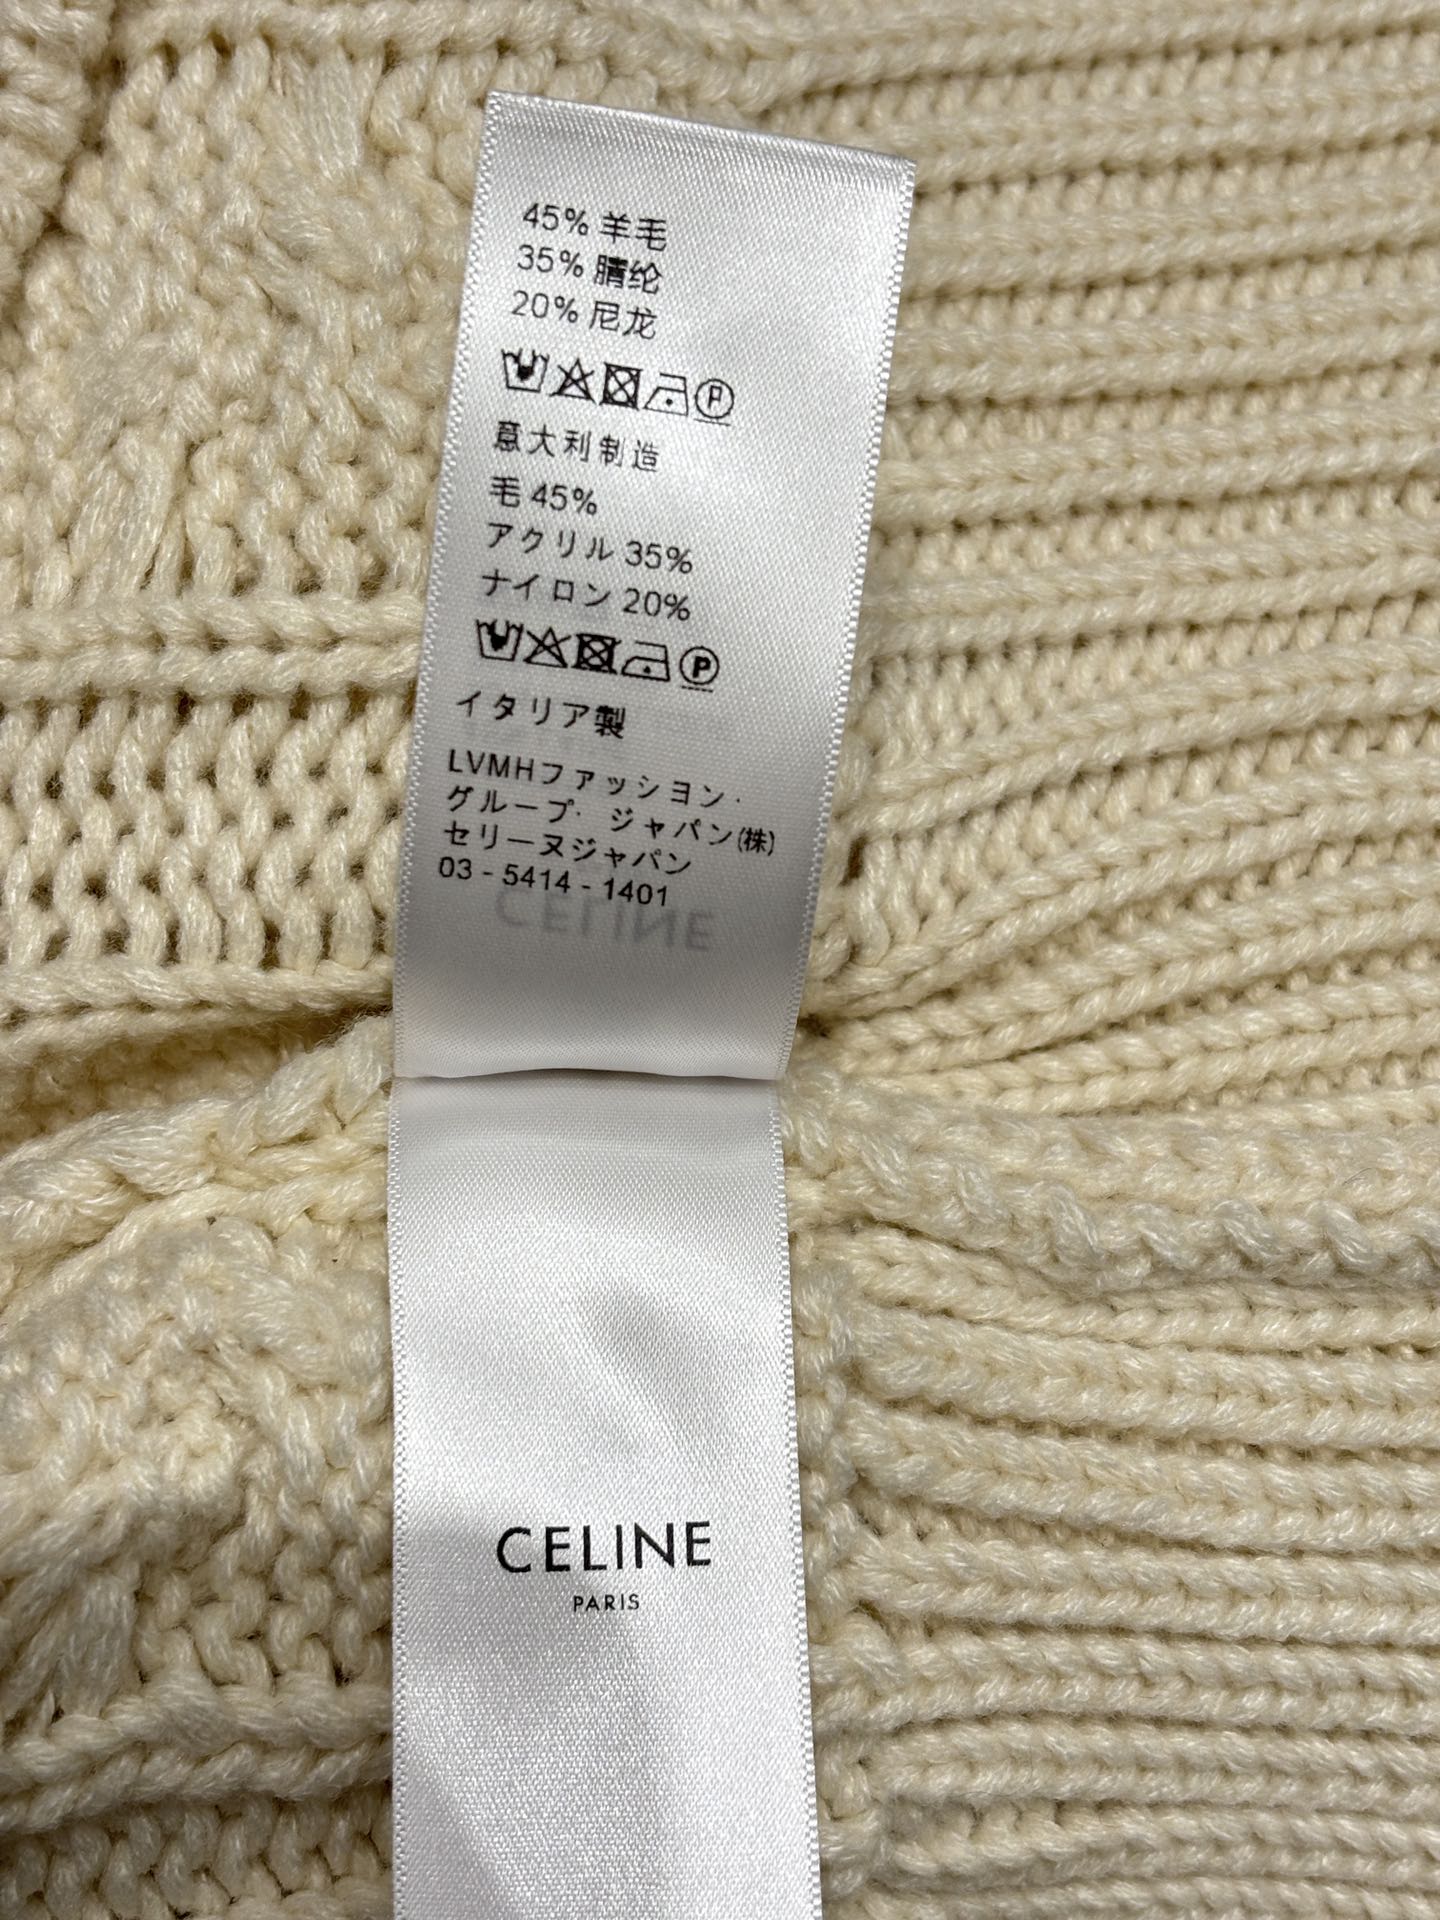 45% 羊毛
35% 腈纶
20% 尼龙
意大利制造
毛 45%
アクリル 35%
ナイロン 20%
イタリア製
LVMHファッション・
グループ・ジャパン(株)
セリーヌジャパン
03 - 5414 - 1401
CELINE
PARIS